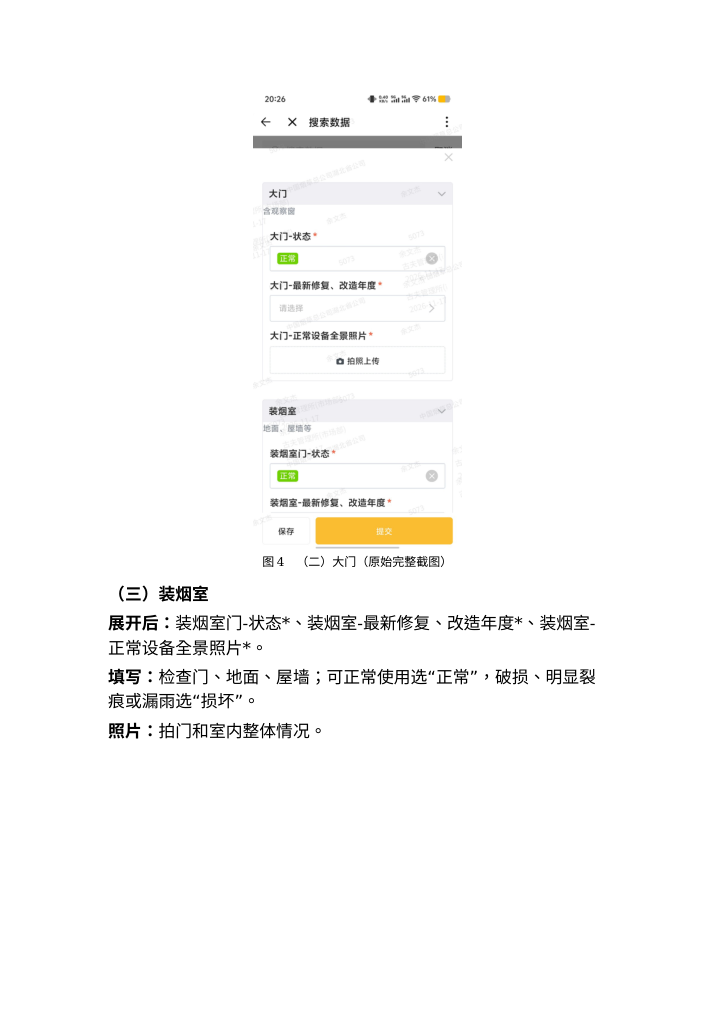 20:26
61%
搜索数据
大门
含观察窗
大门-状态*
正常
大门-最新修复、改造年度*
请选择
大门-正常设备全景照片*
拍照上传
装烟室
地面、屋墙等
装烟室门-状态*
正常
装烟室-最新修复、改造年度*
保存
提交
图 4 （二）大门（原始完整截图）
（三）装烟室
展开后：装烟室门-状态*、装烟室-最新修复、改造年度*、装烟室-
正常设备全景照片*。
填写：检查门、地面、屋墙；可正常使用选“正常”，破损、明显裂
痕或漏雨选“损坏”。
照片：拍门和室内整体情况。